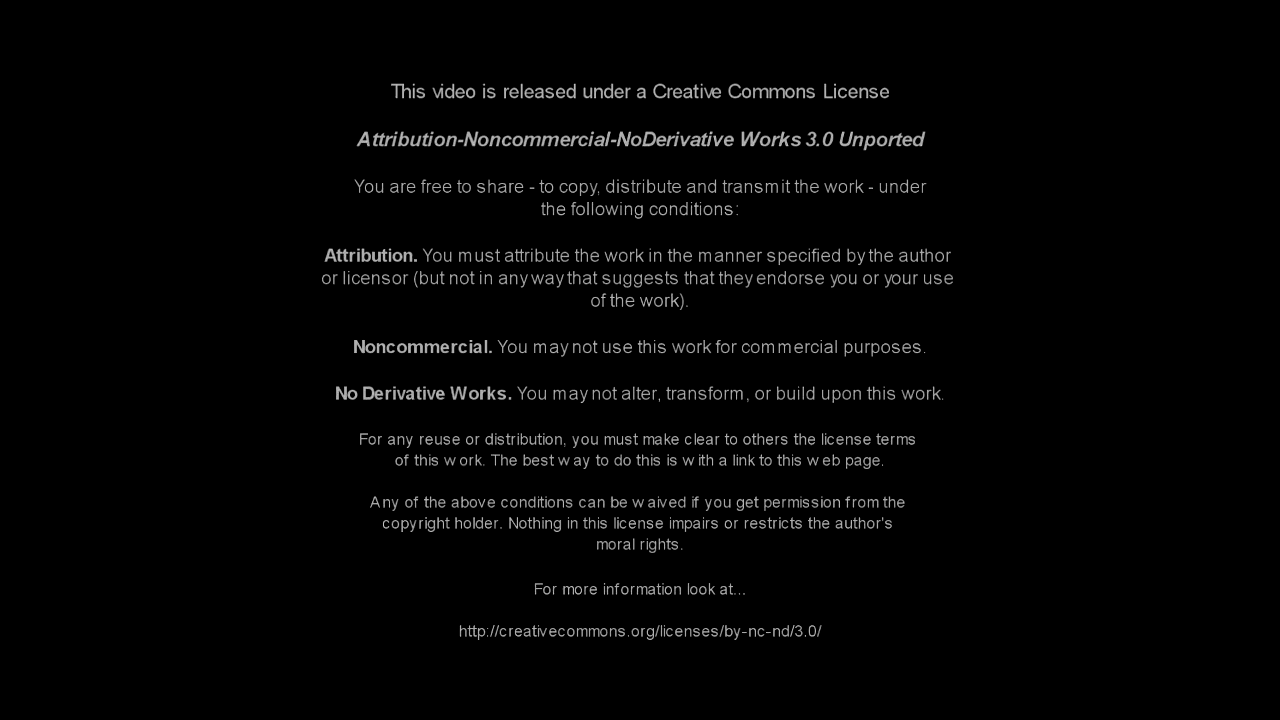 This video is released under a Creative Commons License
Attribution-Noncommercial-NoDerivative Works 3.0 Unported
You are free to share - to copy, distribute and transmit the work - under
the following conditions:
Attribution. You must attribute the work in the manner specified by the author
or licensor (but not in any way that suggests that they endorse you or your use
of the work).
Noncommercial. You may not use this work for commercial purposes.
No Derivative Works. You may not alter, transform, or build upon this work.
For any reuse or distribution, you must make clear to others the license terms
of this work. The best way to do this is with a link to this web page.
Any of the above conditions can be waived if you get permission from the
copyright holder. Nothing in this license impairs or restricts the author's
moral rights.
For more information look at...
http://creativecommons.org/licenses/by-nc-nd/3.0/